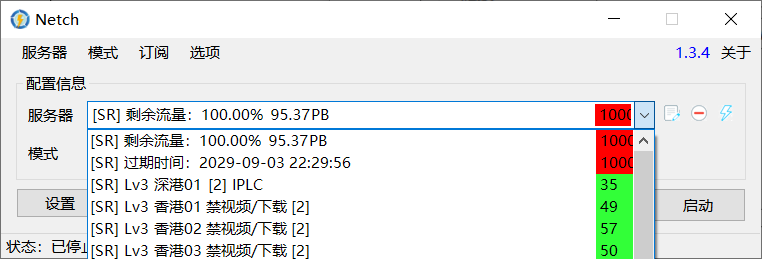 Netch
服务器 模式 订阅 选项 1.3.4 关于
配置信息
服务器 [SR] 剩余流量：100.00% 95.37PB 1000
[SR] 剩余流量：100.00% 95.37PB 1000
模式 [SR] 过期时间：2029-09-03 22:29:56 1000
[SR] Lv3 深港01 [2] IPLC 35
设置 [SR] Lv3 香港01 禁视频/下载 [2] 49 启动
[SR] Lv3 香港02 禁视频/下载 [2] 57
状态：已停止 [SR] Lv3 香港03 禁视频/下载 [2] 50